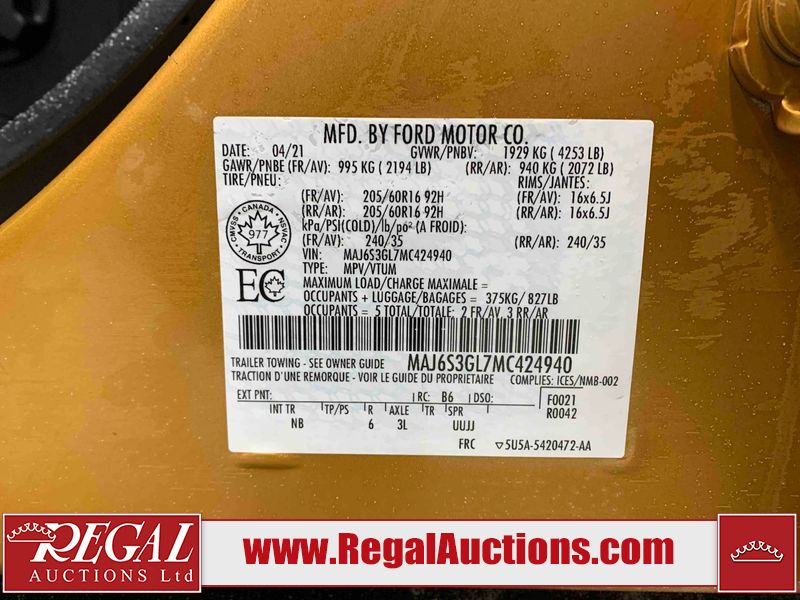 MFD. BY FORD MOTOR CO.
DATE: 04/21 GVWR/PNBV: 1929 KG ( 4253 LB)
GAWR/PNBE (FR/AV): 995 KG ( 2194 LB) (RR/AR): 940 KG ( 2072 LB)
TIRE/PNEU: RIMS/JANTES:
(FR/AV): 205/60R16 92H (FR/AV): 16x6.5J
(RR/AR): 205/60R16 92H (RR/AR): 16x6.5J
kPa/PSI(COLD)/lb/po² (A FROID):
(FR/AV): 240/35 (RR/AR): 240/35
VIN: MAJ6S3GL7MC424940
TYPE: MPV/VTUM
MAXIMUM LOAD/CHARGE MAXIMALE =
OCCUPANTS + LUGGAGE/BAGAGES = 375KG/ 827LB
OCCUPANTS = 5 TOTAL/TOTALE: 2 FR/AV, 3 RR/AR
CMVSS · CANADA · NSVAC
977
TRANSPORT
EC
TRAILER TOWING - SEE OWNER GUIDE MAJ6S3GL7MC424940
TRACTION D'UNE REMORQUE - VOIR LE GUIDE DU PROPRIETAIRE COMPLIES: ICES/NMB-002
EXT PNT: RC: B6 DSO: F0021
INT TR TP/PS R AXLE TR SPR R0042
NB 6 3L UUJJ
FRC ▽5U5A-5420472-AA
REGAL
AUCTIONS Ltd
www.RegalAuctions.com